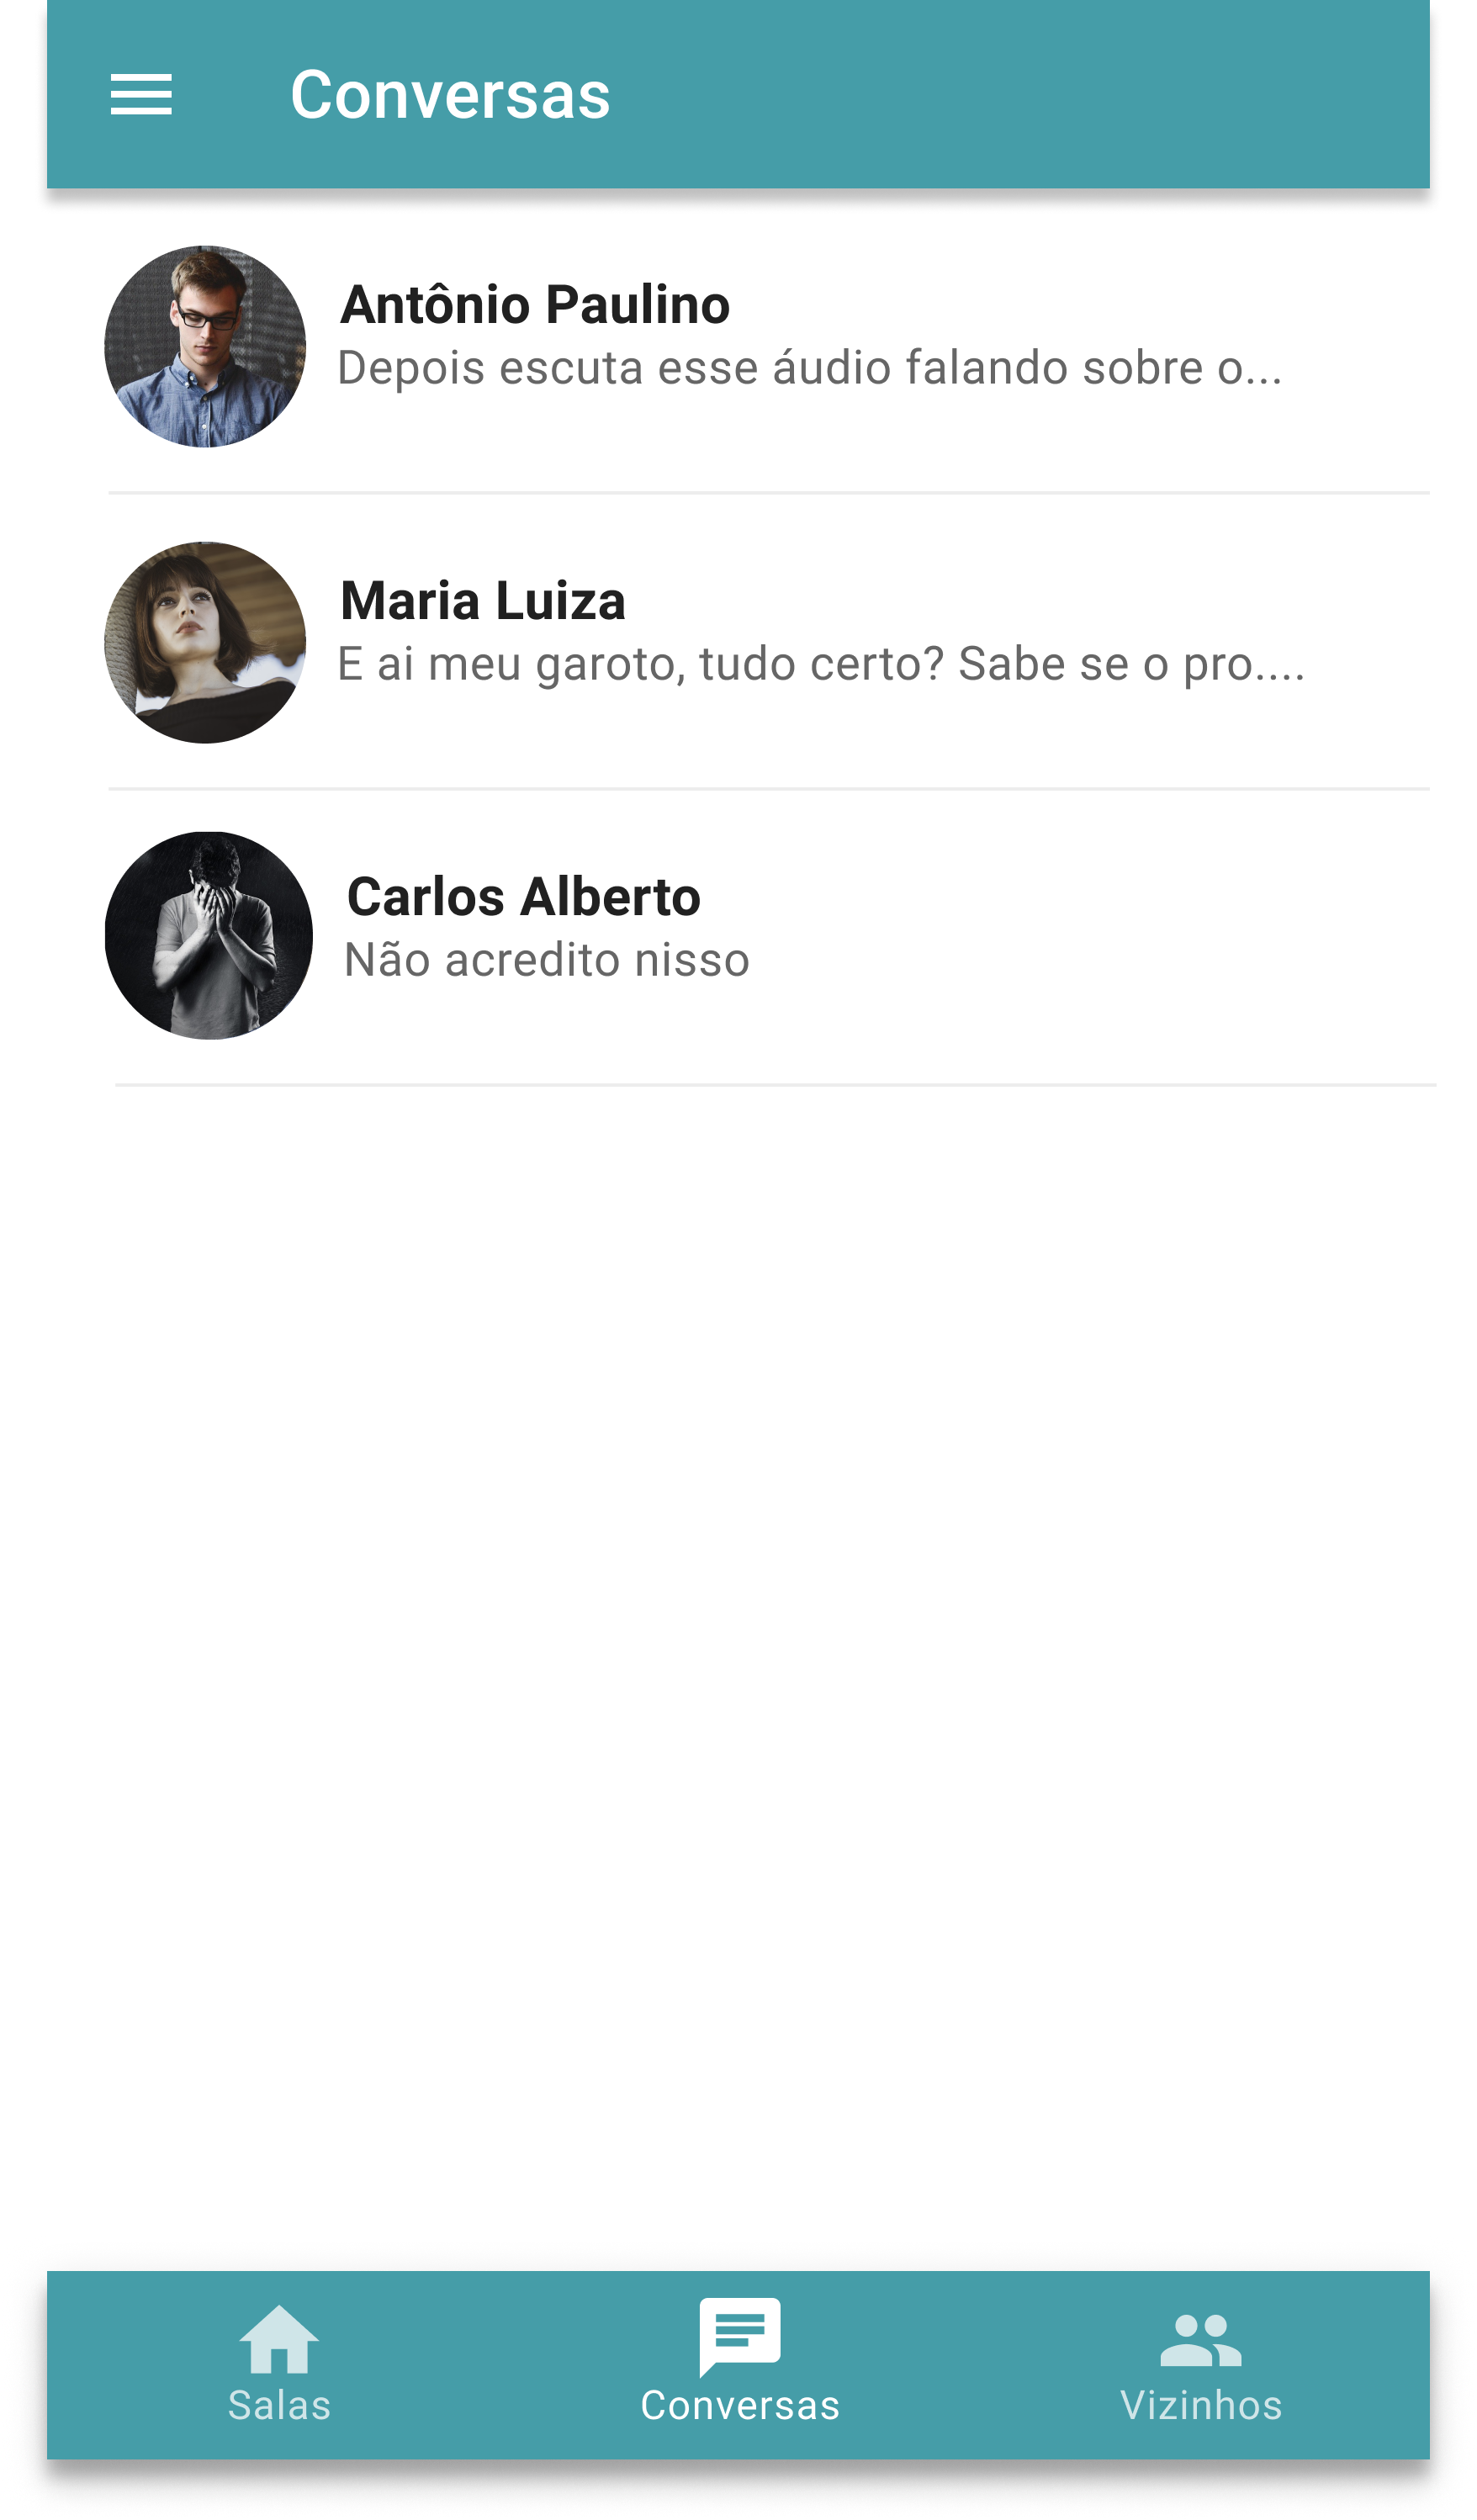 Conversas
Antônio Paulino
Depois escuta esse áudio falando sobre o...
Maria Luiza
E ai meu garoto, tudo certo? Sabe se o pro....
Carlos Alberto
Não acredito nisso
Salas
Conversas
Vizinhos